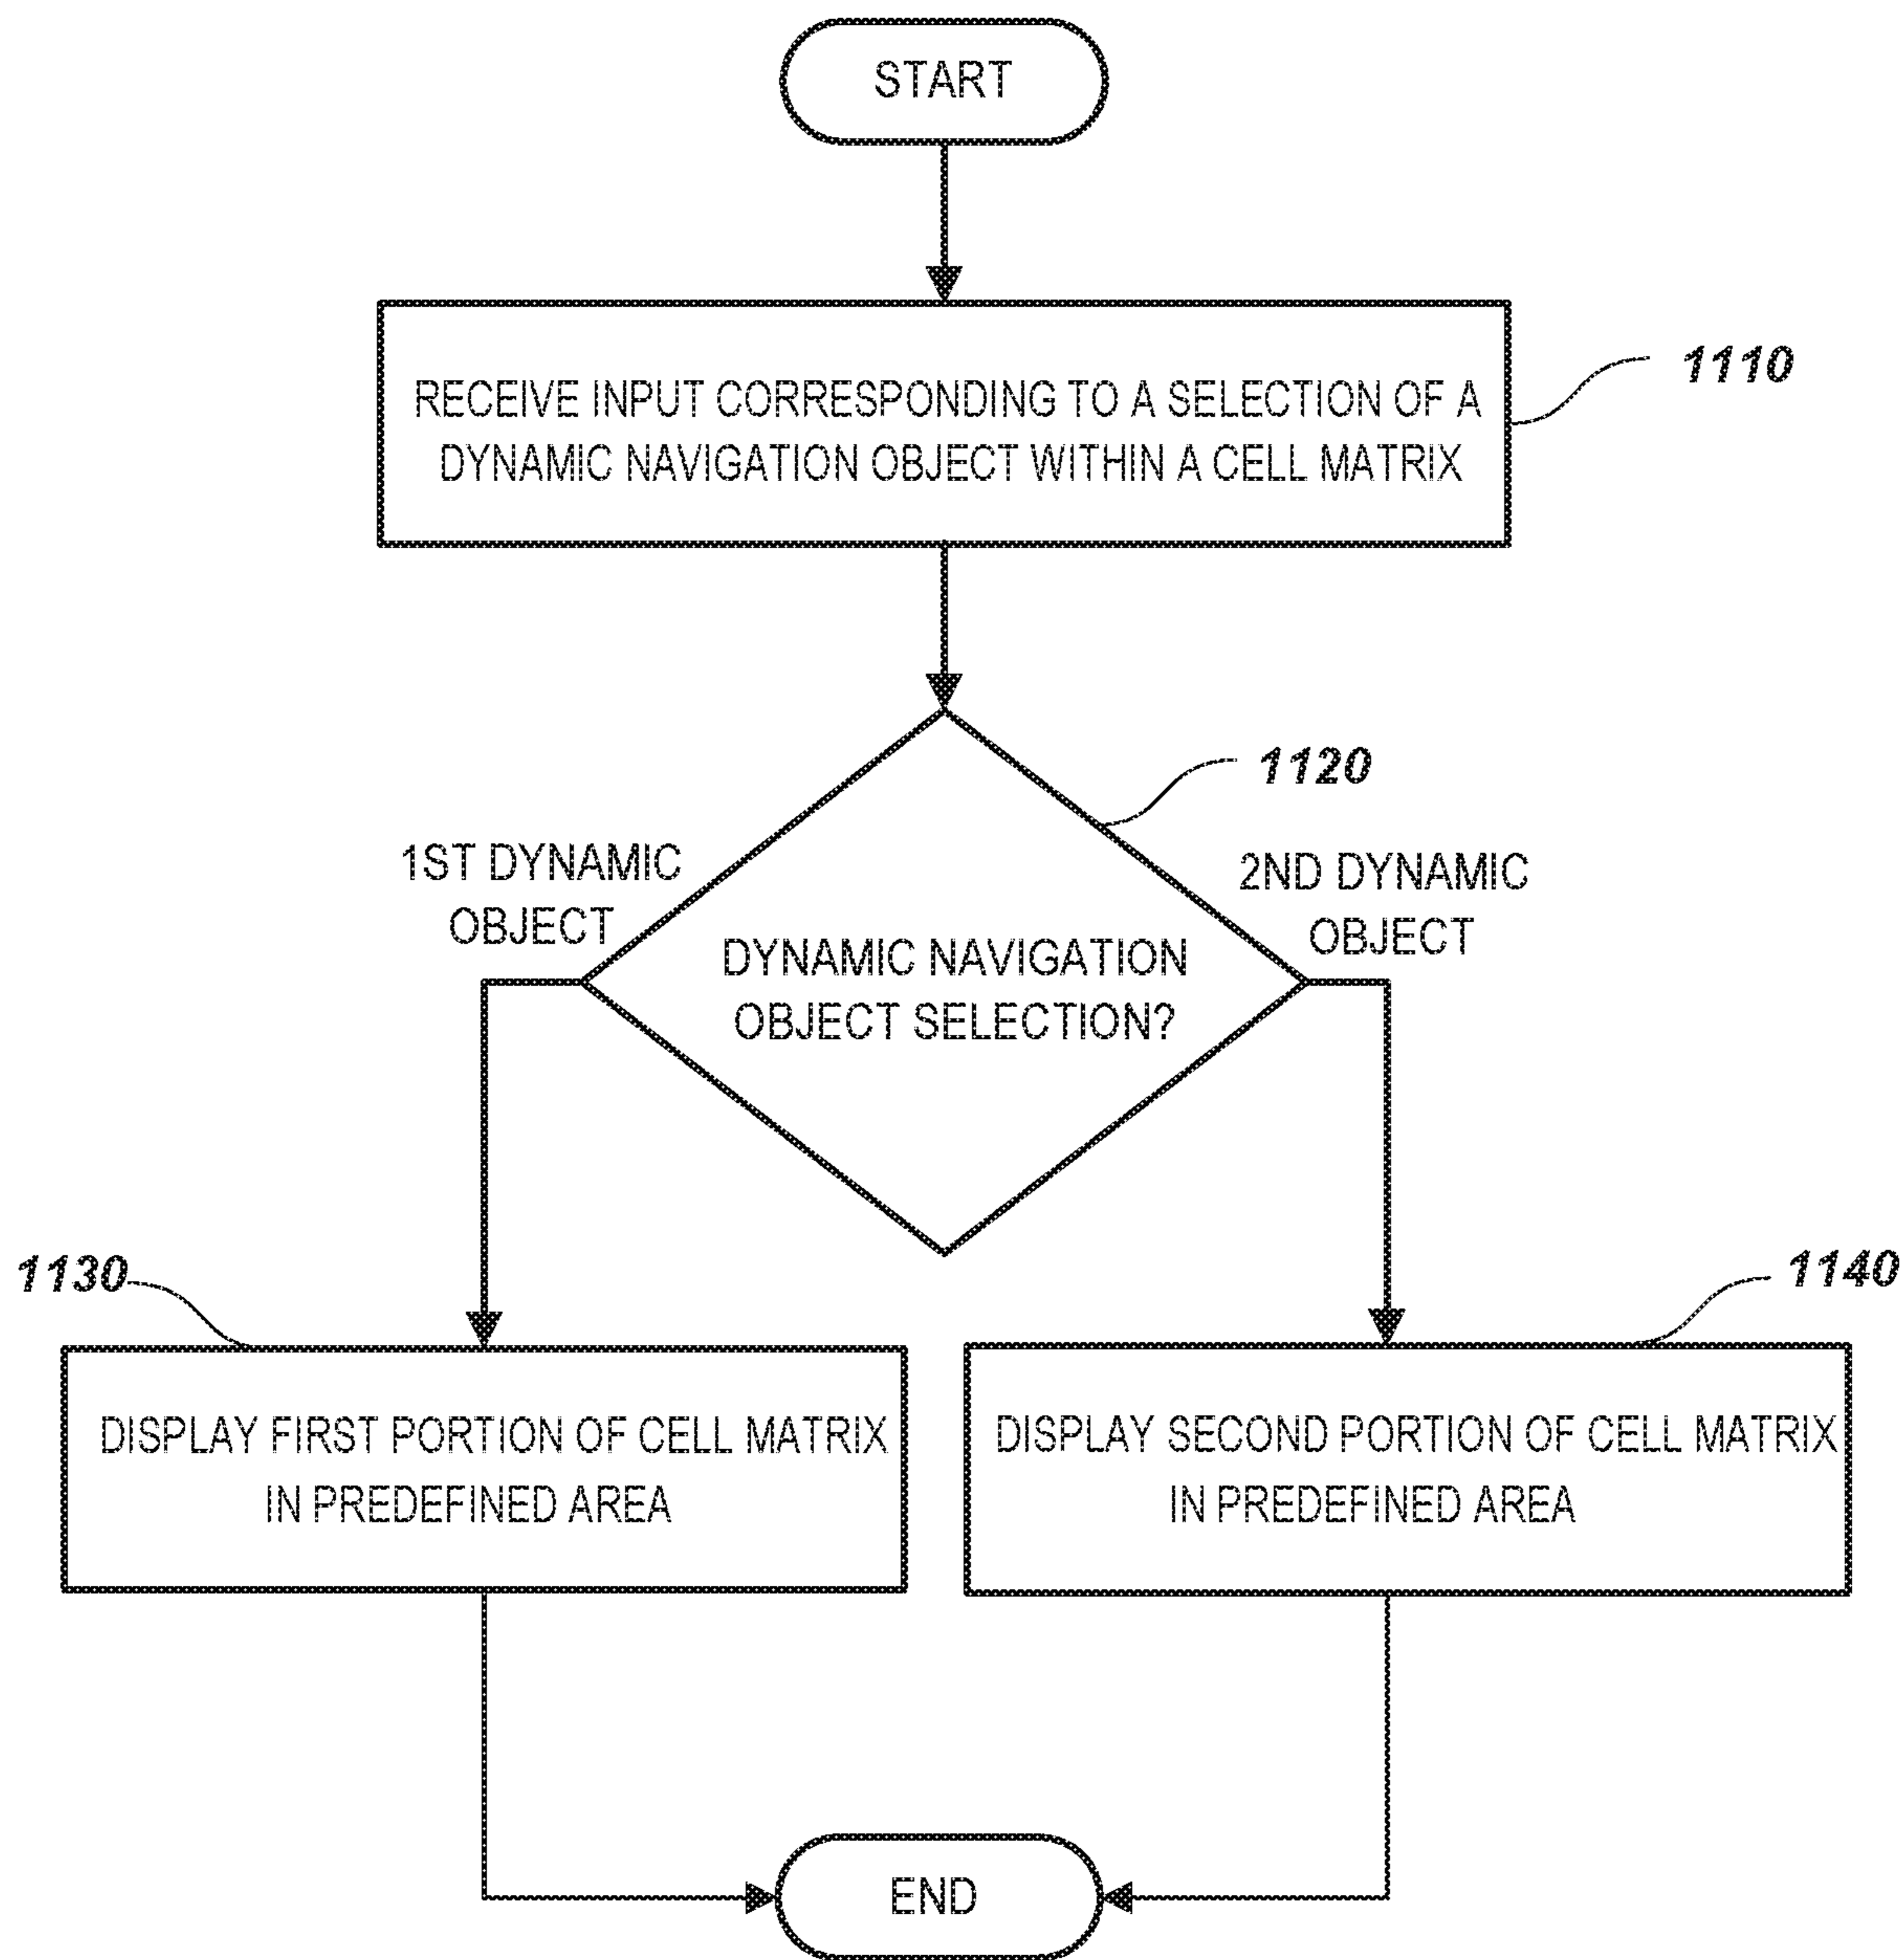 START
RECEIVE INPUT CORRESPONDING TO A SELECTION OF A
DYNAMIC NAVIGATION OBJECT WITHIN A CELL MATRIX
1110
1120
1ST DYNAMIC
OBJECT
2ND DYNAMIC
OBJECT
DYNAMIC NAVIGATION
OBJECT SELECTION?
1130
1140
DISPLAY FIRST PORTION OF CELL MATRIX
IN PREDEFINED AREA
DISPLAY SECOND PORTION OF CELL MATRIX
IN PREDEFINED AREA
END